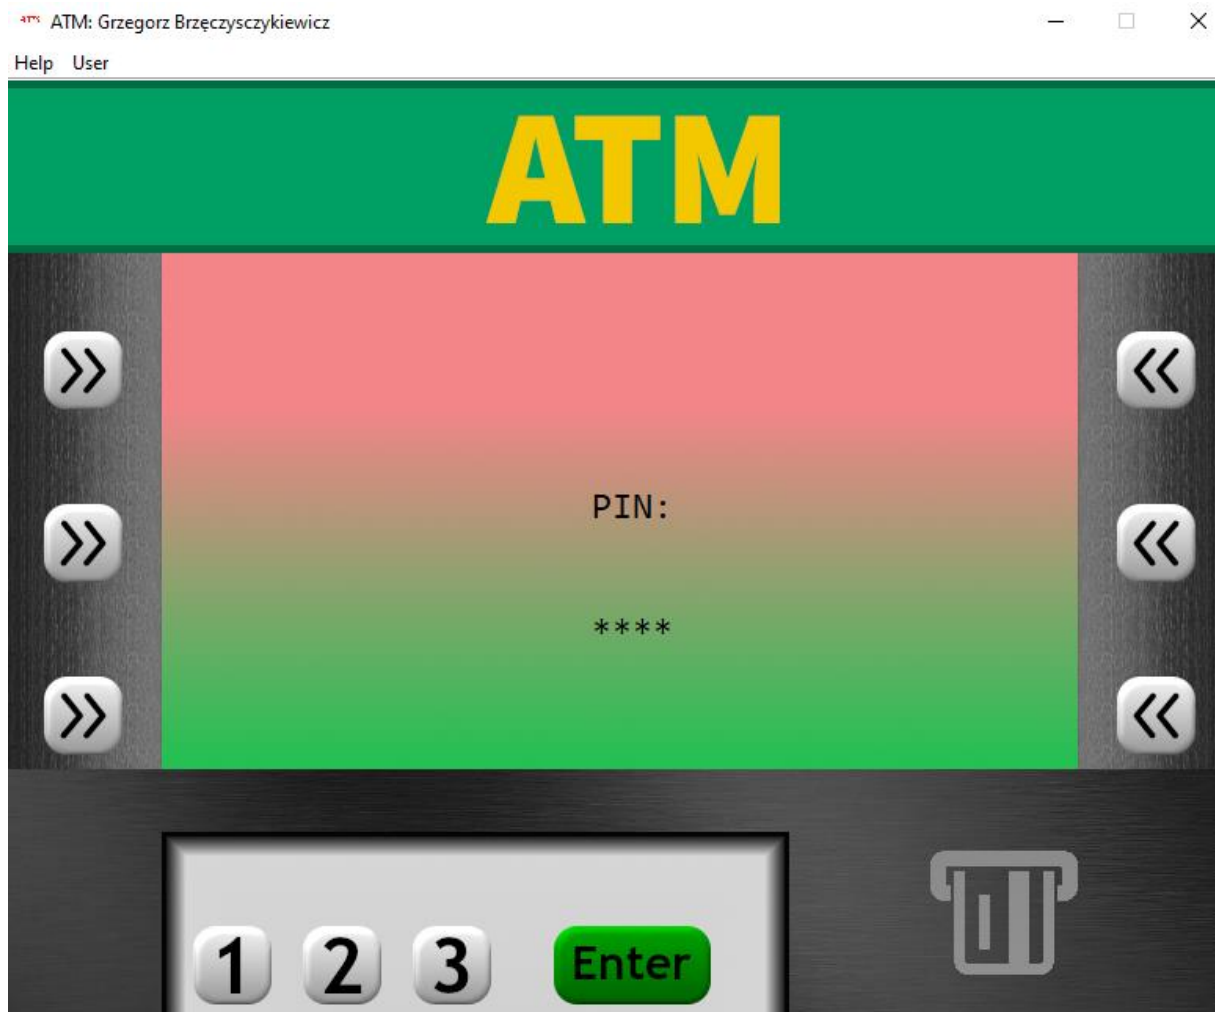 ATM: Grzegorz Brzęczysczykiewicz
Help User
ATM
PIN:
****
1 2 3 Enter